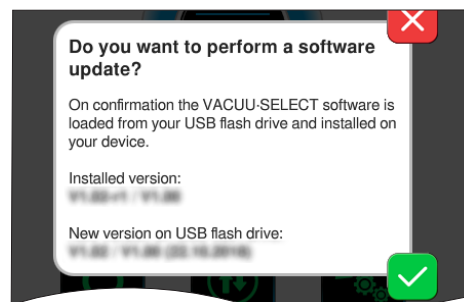 Do you want to perform a software
update?
On confirmation the VACUU·SELECT software is
loaded from your USB flash drive and installed on
your device.
Installed version:
New version on USB flash drive: